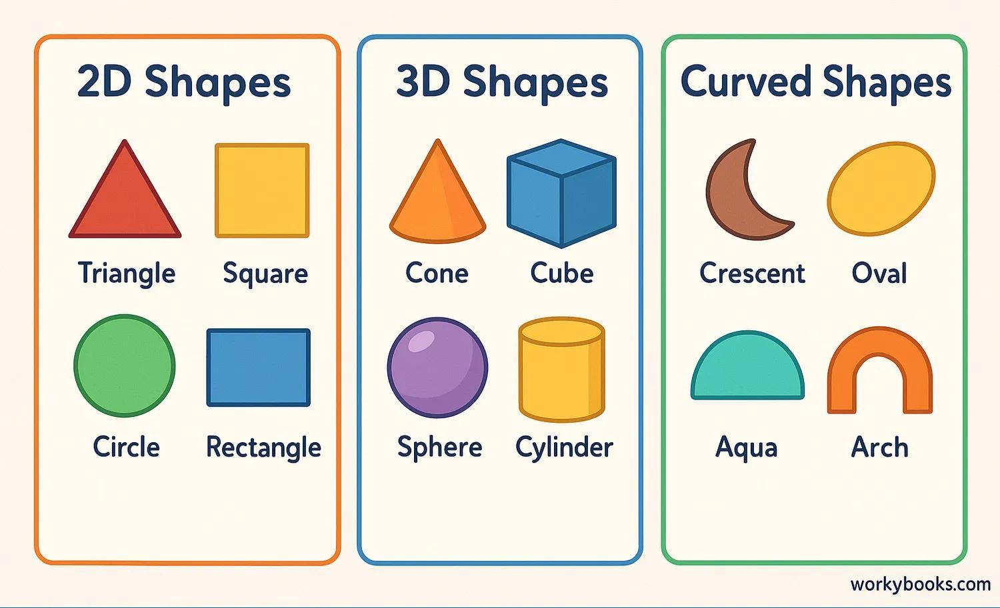 2D Shapes
Triangle
Square
Circle
Rectangle
3D Shapes
Cone
Cube
Sphere
Cylinder
Curved Shapes
Crescent
Oval
Aqua
Arch
workybooks.com